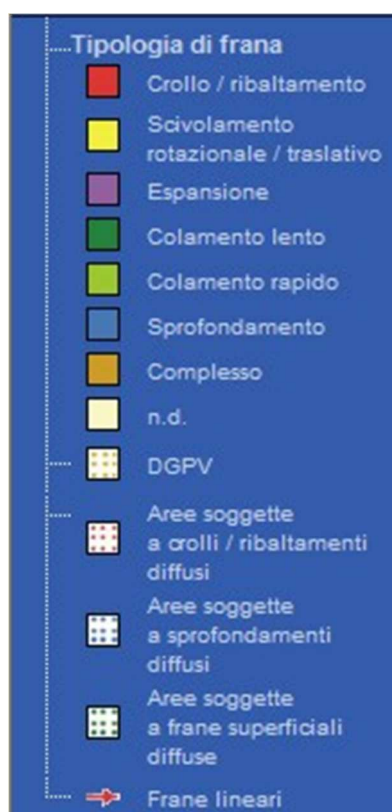 Tipologia di frana
Crollo / ribaltamento
Scivolamento
rotazionale / traslativo
Espansione
Colamento lento
Colamento rapido
Sprofondamento
Complesso
n.d.
DGPV
Aree soggette
a crolli / ribaltamenti
diffusi
Aree soggette
a sprofondamenti
diffusi
Aree soggette
a frane superficiali
diffuse
Frane lineari